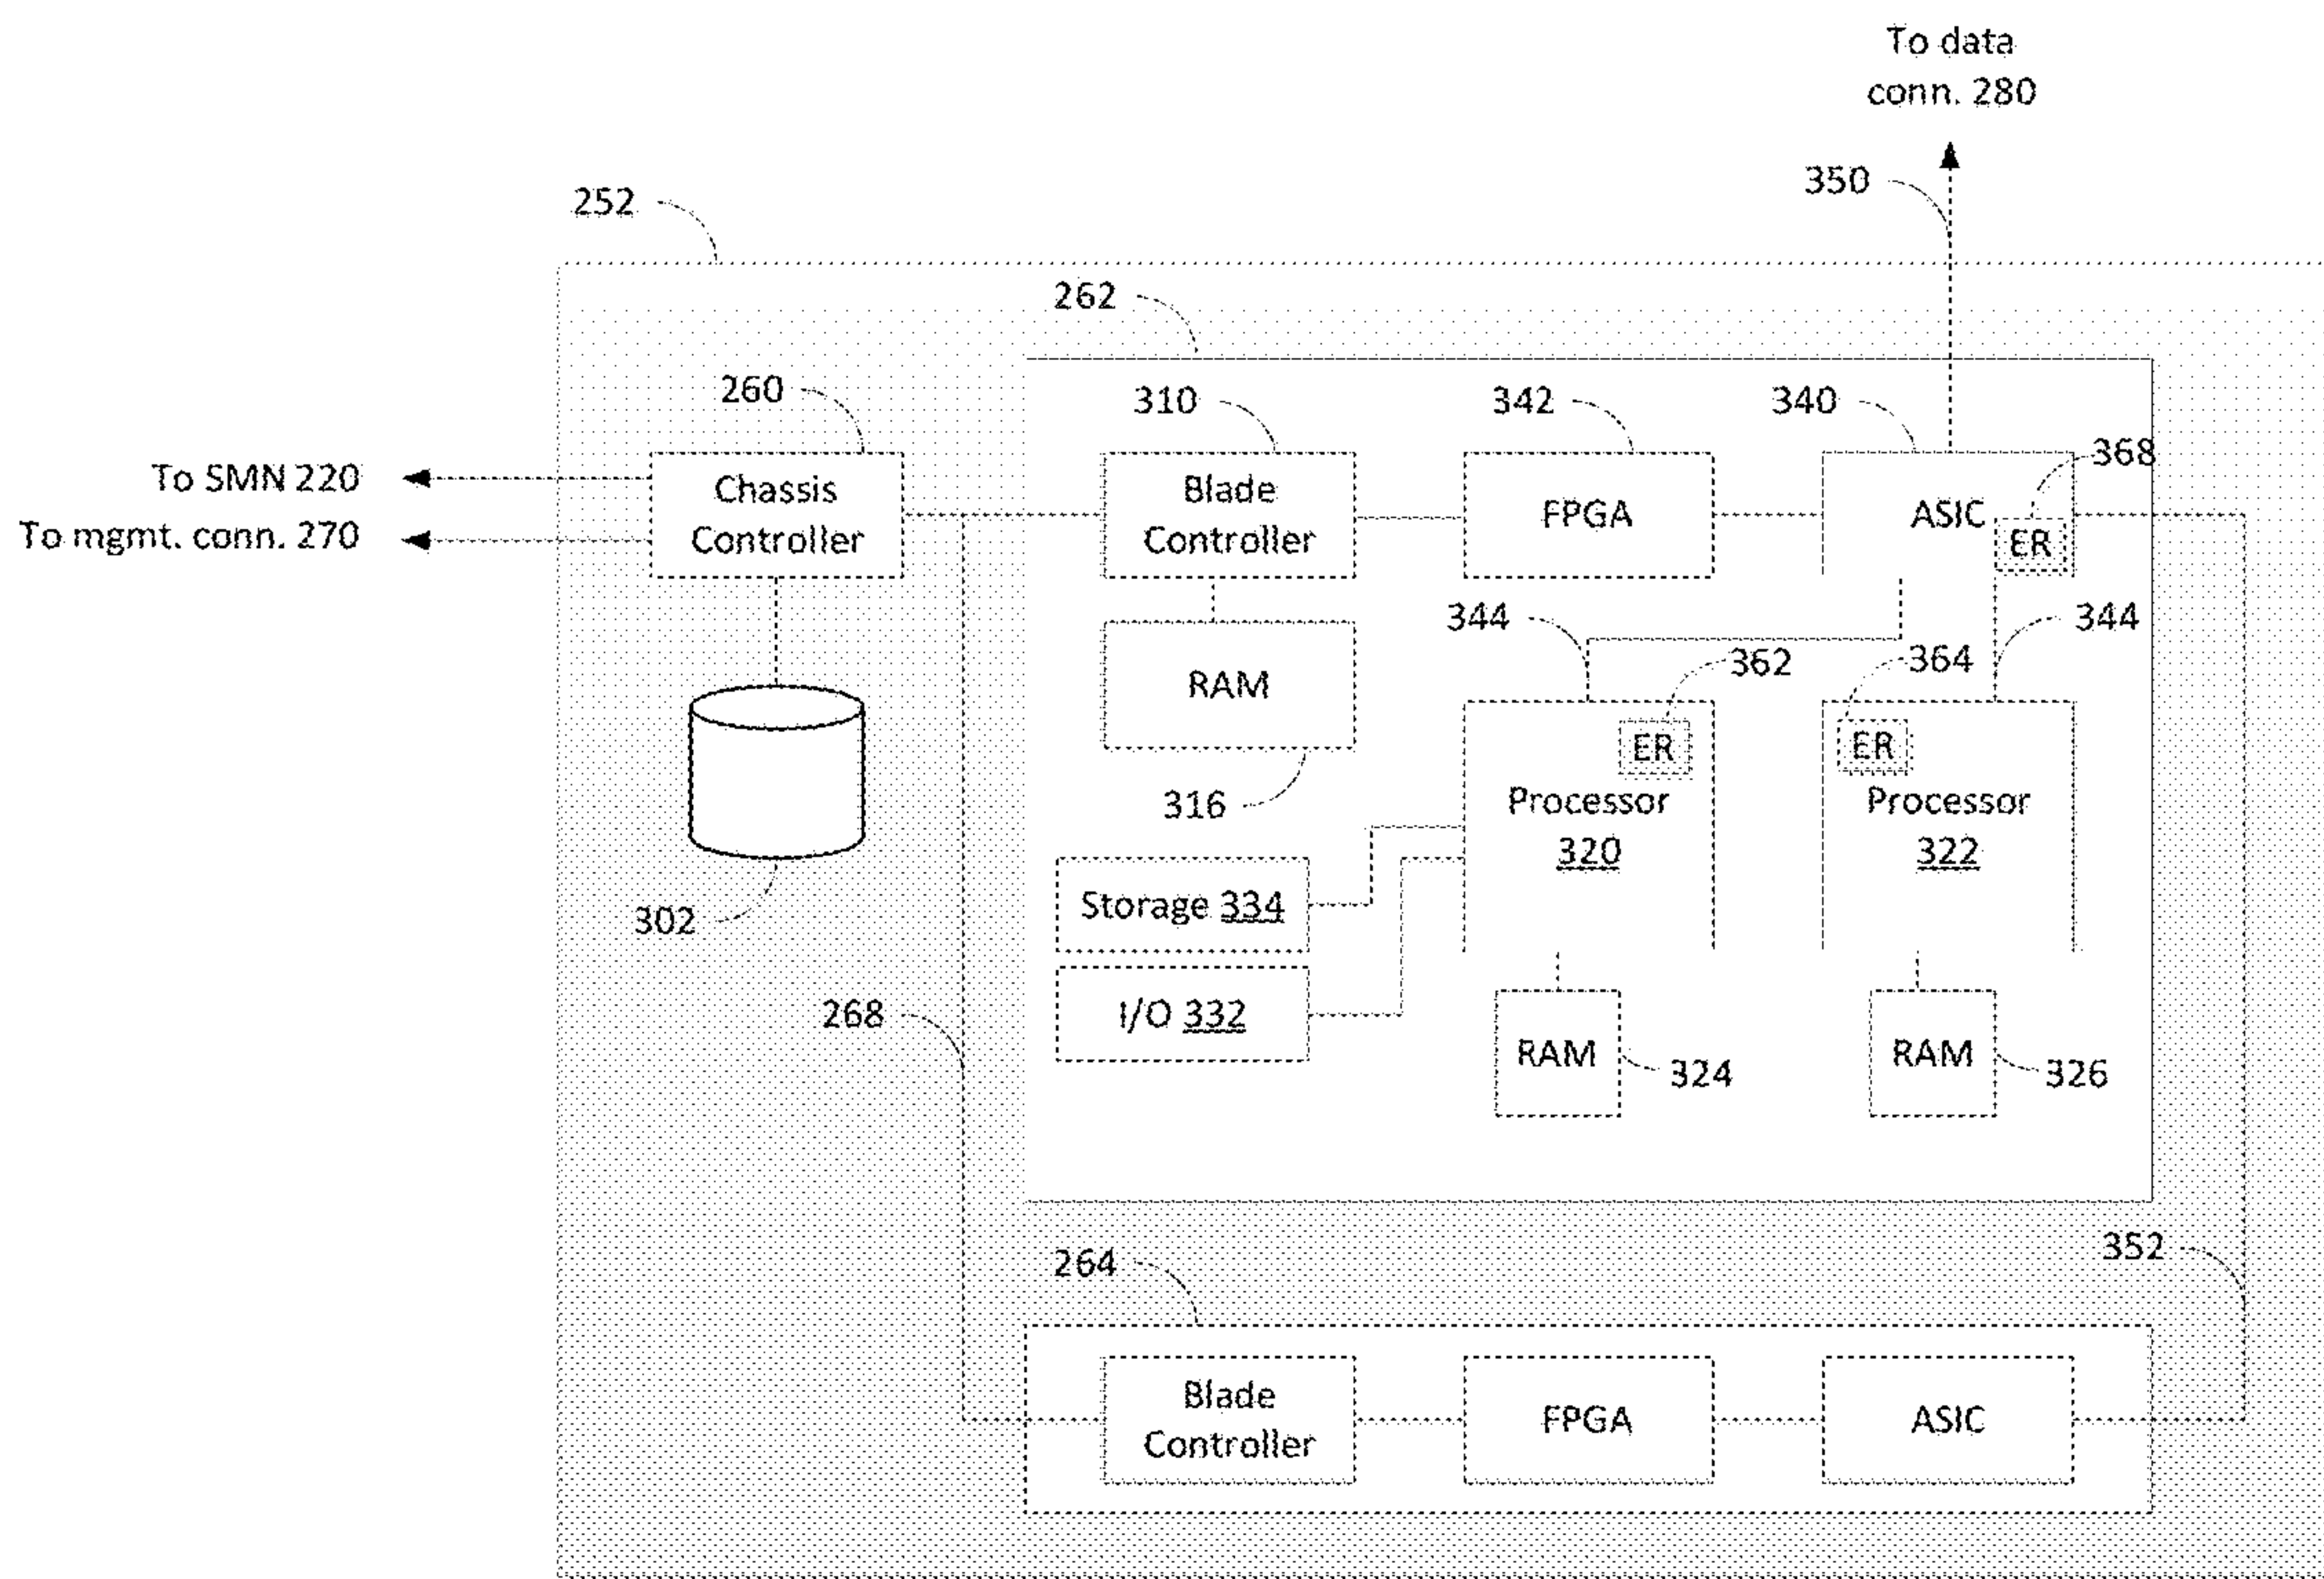 To data
conn. 280
350
252
262
260
310
342
340
368
To SMN 220
To mgmt. conn. 270
Chassis
Controller
Blade
Controller
FPGA
ASIC
ER
344
344
362
364
RAM
ER
ER
316
Processor
320
Processor
322
302
Storage 334
I/O 332
268
RAM
324
RAM
326
264
352
Blade
Controller
FPGA
ASIC